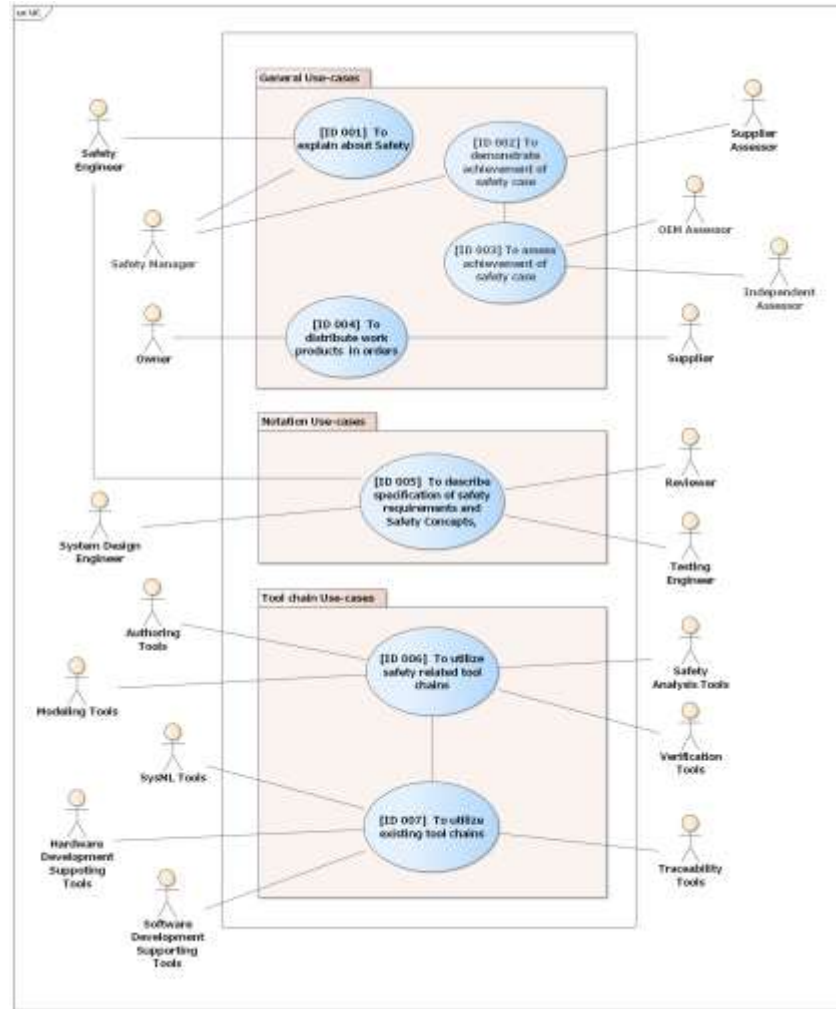 uc UC
General Use-cases
[ID 001] To
explain about Safety
[ID 002] To
demonstrate
achievement of
safety case
Supplier
Assessor
Safety
Engineer
Safety Manager
[ID 003] To assess
achievement of
safety case
OEM Assessor
Independent
Assessor
Owner
[ID 004] To
distribute work
products in orders
Supplier
Notation Use-cases
[ID 005] To describe
specification of safety
requirements and
Safety Concepts,
Reviewer
System Design
Engineer
Testing
Engineer
Tool chain Use-cases
Authoring
Tools
[ID 006] To utilize
safety related tool
chains
Safety
Analysis Tools
Modeling Tools
Verification
Tools
SysML Tools
[ID 007] To utilize
existing tool chains
Hardware
Development
Suppoting
Tools
Traceability
Tools
Software
Development
Supporting
Tools